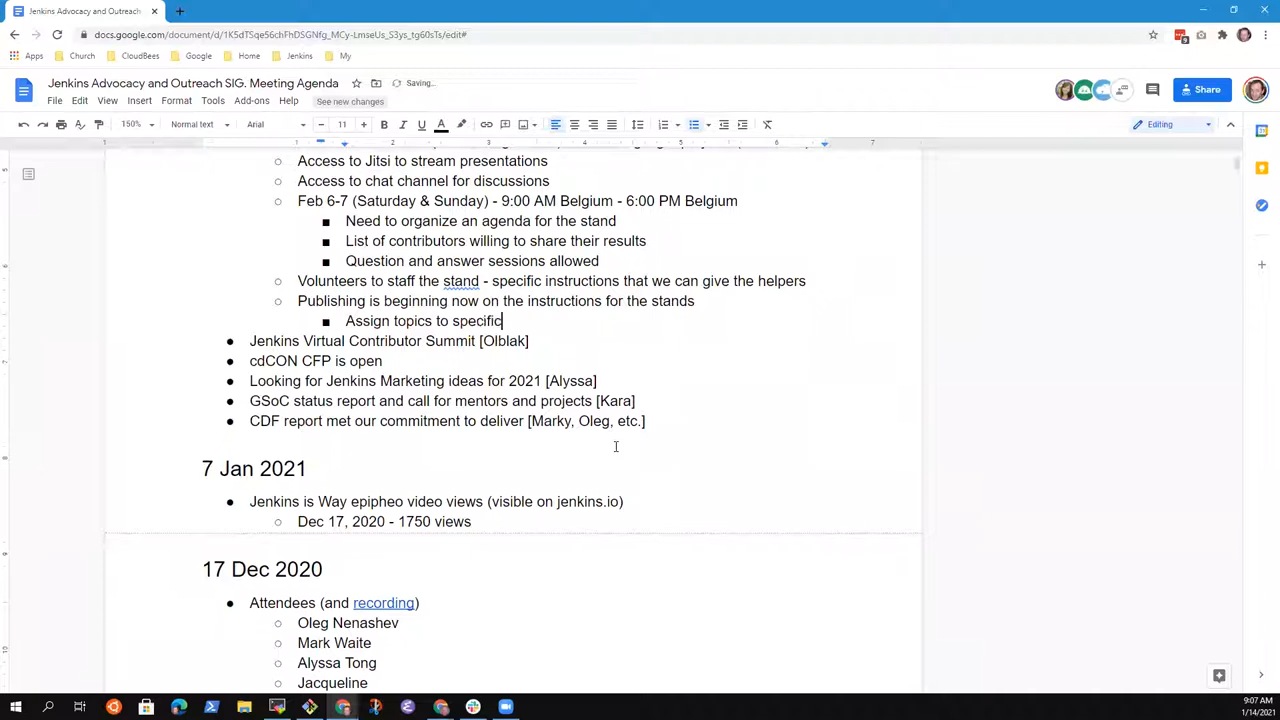 Jenkins Advocacy and Outreach SIG. Me ×
+
docs.google.com/document/d/1K5dTSqe56chFhDSGNfg_MCy-LmseUs_S3ys_tg60sTs/edit#
Apps Church CloudBees Google Home Jenkins My
Jenkins Advocacy and Outreach SIG. Meeting Agenda Saving…
File Edit View Insert Format Tools Add-ons Help See new changes
Share
150% Normal text Arial 11 B I U A Editing
1 1 2 3 4 5 6 7
Access to Jitsi to stream presentations
Access to chat channel for discussions
Feb 6-7 (Saturday & Sunday) - 9:00 AM Belgium - 6:00 PM Belgium
Need to organize an agenda for the stand
List of contributors willing to share their results
Question and answer sessions allowed
Volunteers to staff the stand - specific instructions that we can give the helpers
Publishing is beginning now on the instructions for the stands
Assign topics to specific
Jenkins Virtual Contributor Summit [Olblak]
cdCON CFP is open
Looking for Jenkins Marketing ideas for 2021 [Alyssa]
GSoC status report and call for mentors and projects [Kara]
CDF report met our commitment to deliver [Marky, Oleg, etc.]
7 Jan 2021
Jenkins is Way epipheo video views (visible on jenkins.io)
Dec 17, 2020 - 1750 views
17 Dec 2020
Attendees (and recording)
Oleg Nenashev
Mark Waite
Alyssa Tong
Jacqueline
9:07 AM
1/14/2021